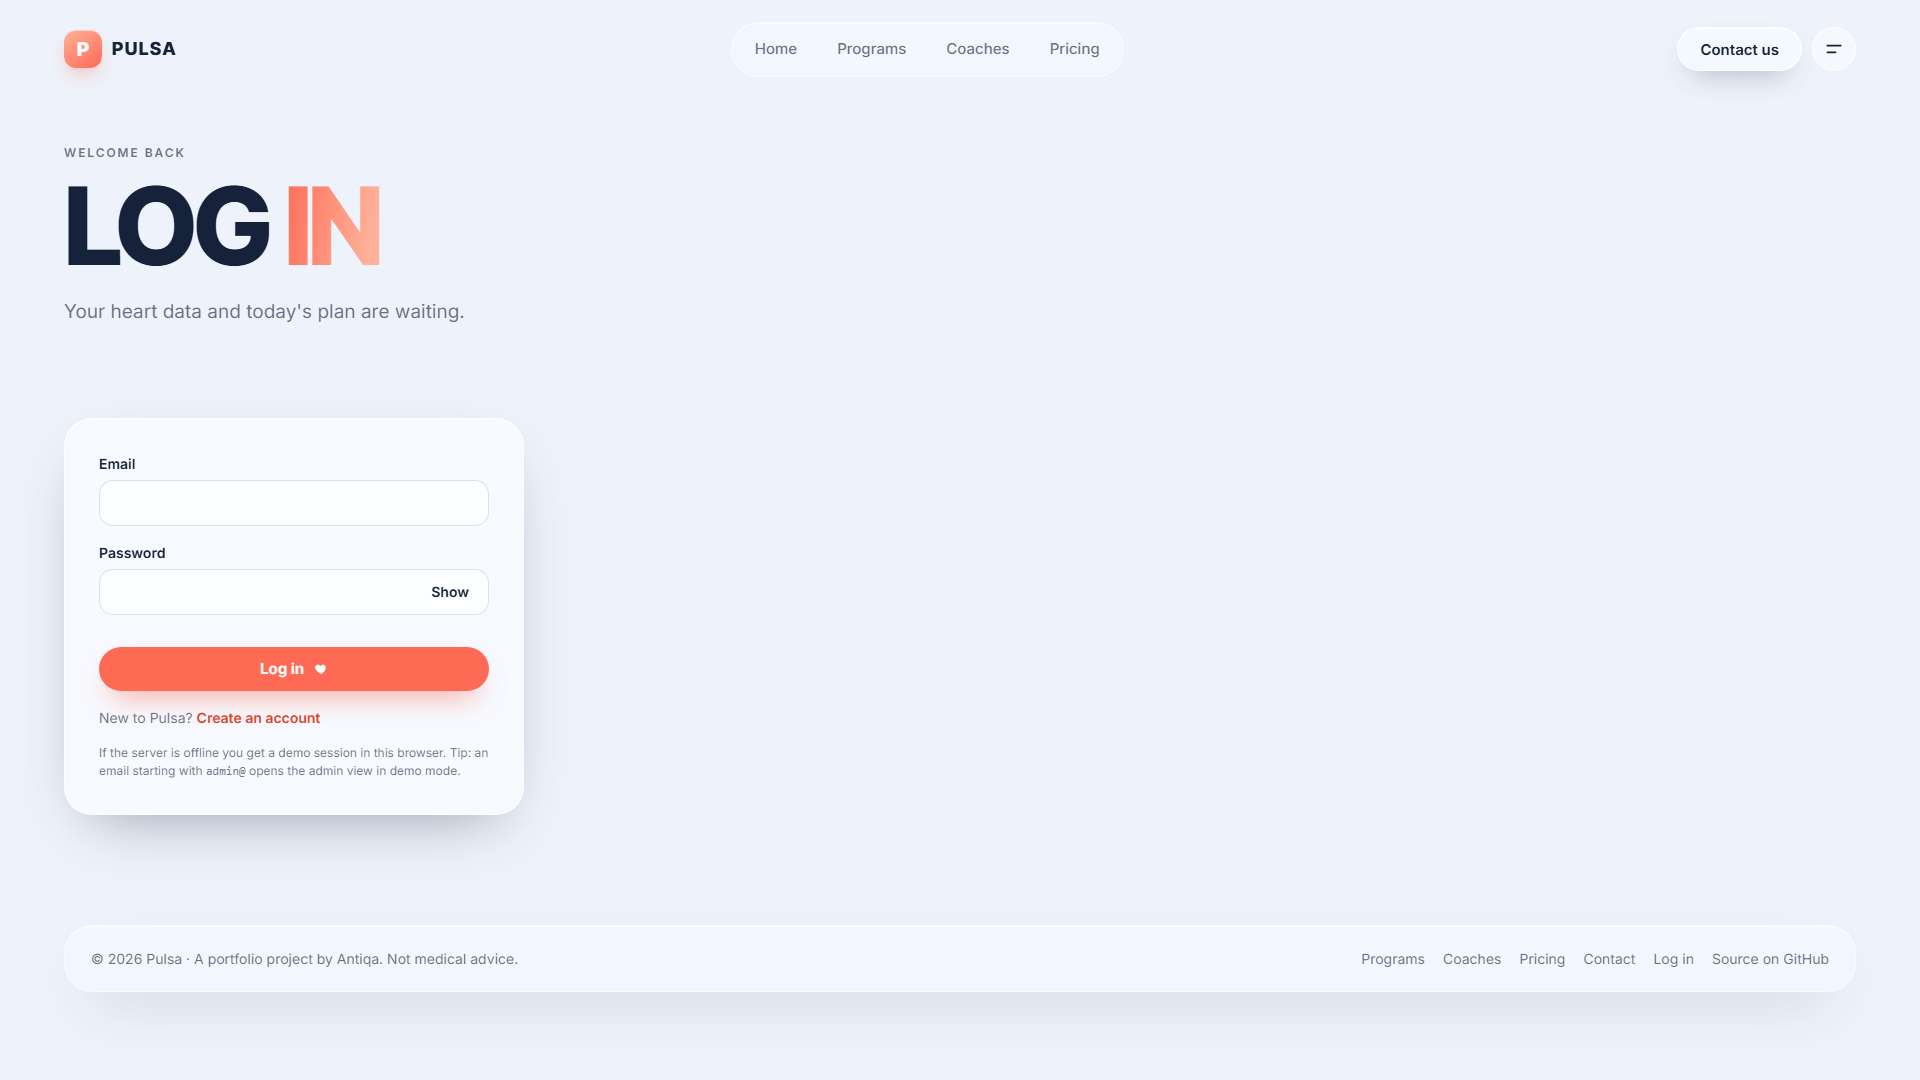 P PULSA
Home Programs Coaches Pricing
Contact us
WELCOME BACK
LOG IN
Your heart data and today's plan are waiting.
Email
Password
Show
Log in
New to Pulsa? Create an account
If the server is offline you get a demo session in this browser. Tip: an
email starting with admin@ opens the admin view in demo mode.
© 2026 Pulsa · A portfolio project by Antiqa. Not medical advice.
Programs Coaches Pricing Contact Log in Source on GitHub